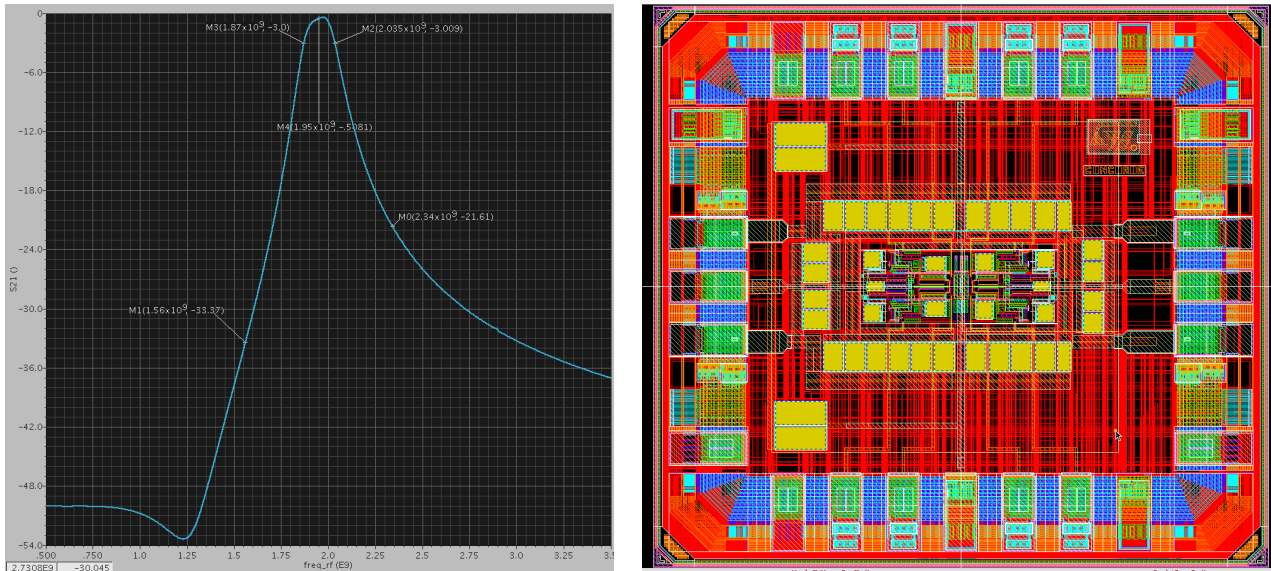 0
M3(1.87x10⁹, -3.0)
M2(2.035x10⁹, -3.009)
-6.0
-12.0
M4(1.95x10⁹, -.5081)
-18.0
M0(2.34x10⁹, -21.61)
-24.0
S21 ()
-30.0
M1(1.56x10⁹, -33.37)
-36.0
-42.0
-48.0
-54.0
.500 .750 1.0 1.25 1.5 1.75 2.0 2.25 2.5 2.75 3.0 3.25 3.5
freq_rf (E9)
2.7308E9 -30.045
CIRCUITS